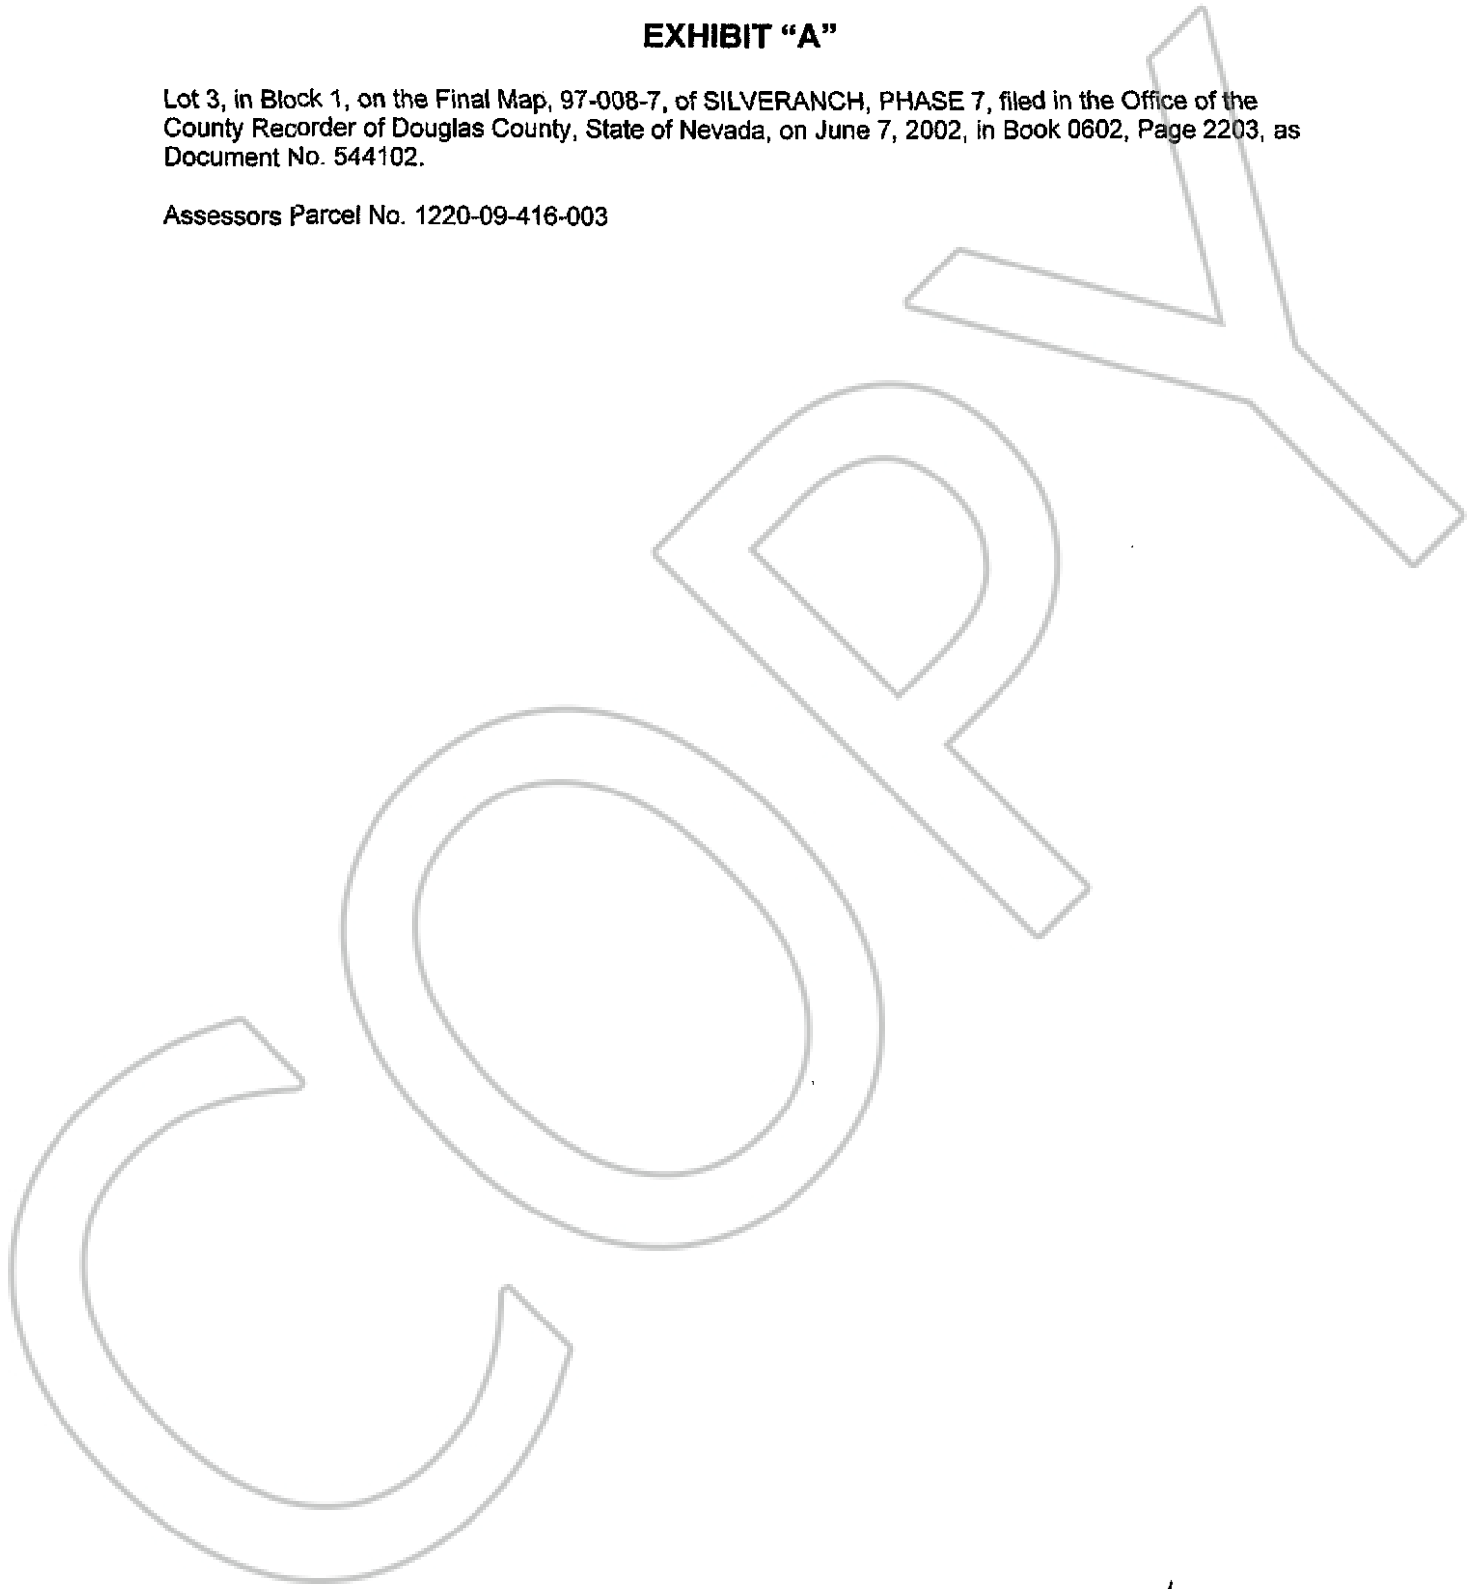 EXHIBIT “A”
Lot 3, in Block 1, on the Final Map, 97-008-7, of SILVERANCH, PHASE 7, filed in the Office of the
County Recorder of Douglas County, State of Nevada, on June 7, 2002, in Book 0602, Page 2203, as
Document No. 544102.
Assessors Parcel No. 1220-09-416-003
COPY